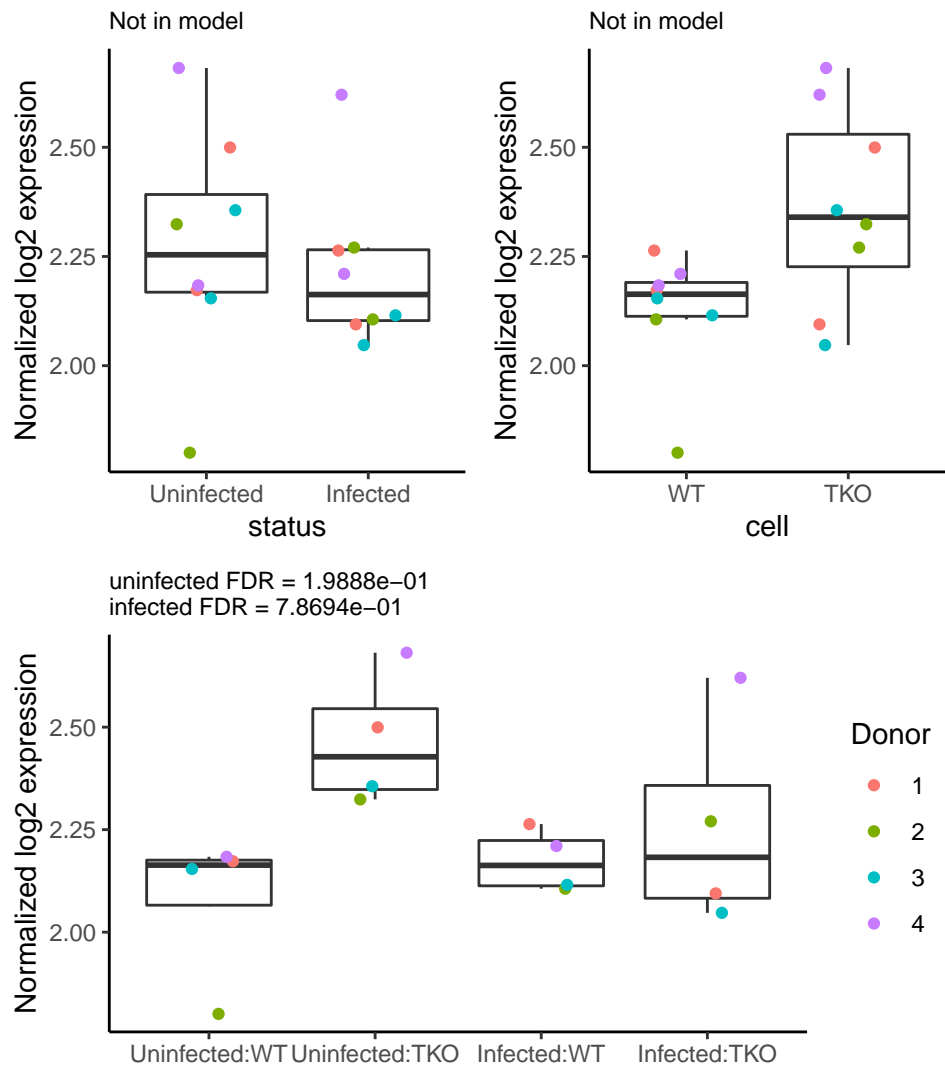 Not in model
Normalized log2 expression
2.50
2.25
2.00
Uninfected
Infected
status
Not in model
Normalized log2 expression
2.50
2.25
2.00
WT
TKO
cell
uninfected FDR = 1.9888e−01
infected FDR = 7.8694e−01
Normalized log2 expression
2.50
2.25
2.00
Uninfected:WT
Uninfected:TKO
Infected:WT
Infected:TKO
Donor
1
2
3
4